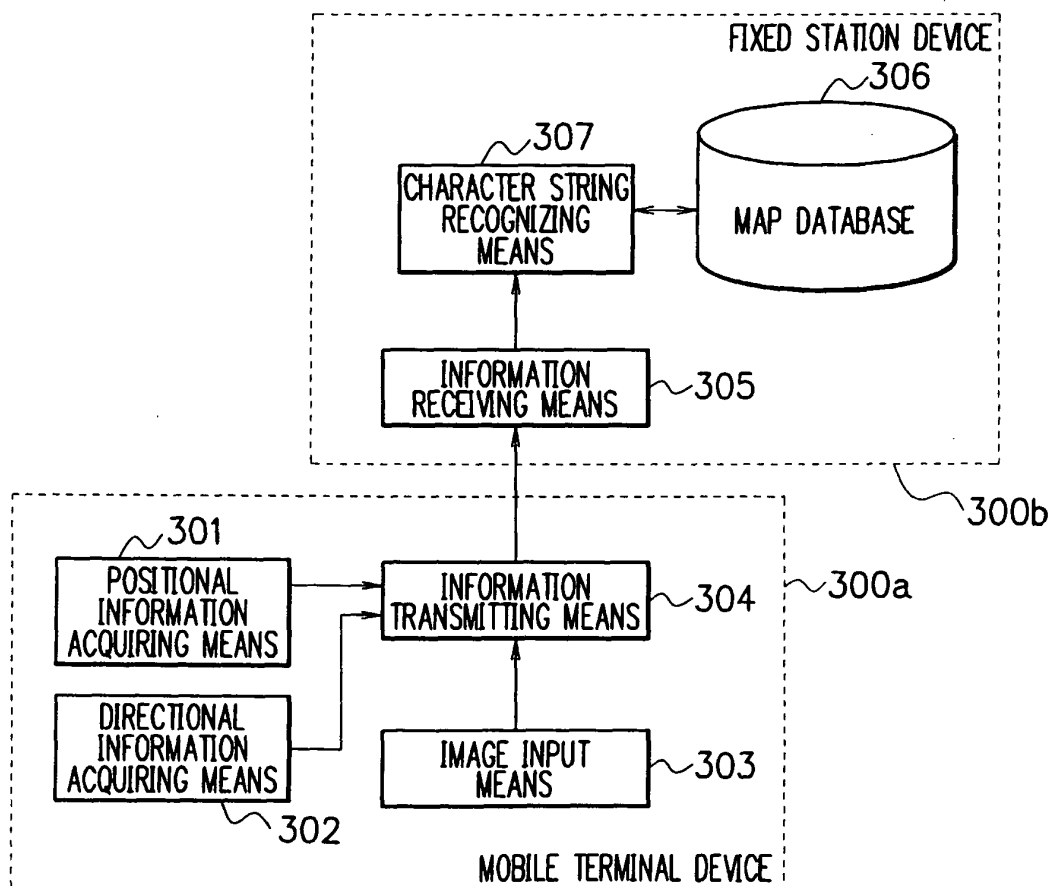 FIXED STATION DEVICE
306
307
CHARACTER STRING
RECOGNIZING
MEANS
MAP DATABASE
INFORMATION
RECEIVING MEANS
305
300b
301
POSITIONAL
INFORMATION
ACQUIRING MEANS
INFORMATION
TRANSMITTING MEANS
304
300a
DIRECTIONAL
INFORMATION
ACQUIRING MEANS
302
IMAGE INPUT
MEANS
303
MOBILE TERMINAL DEVICE